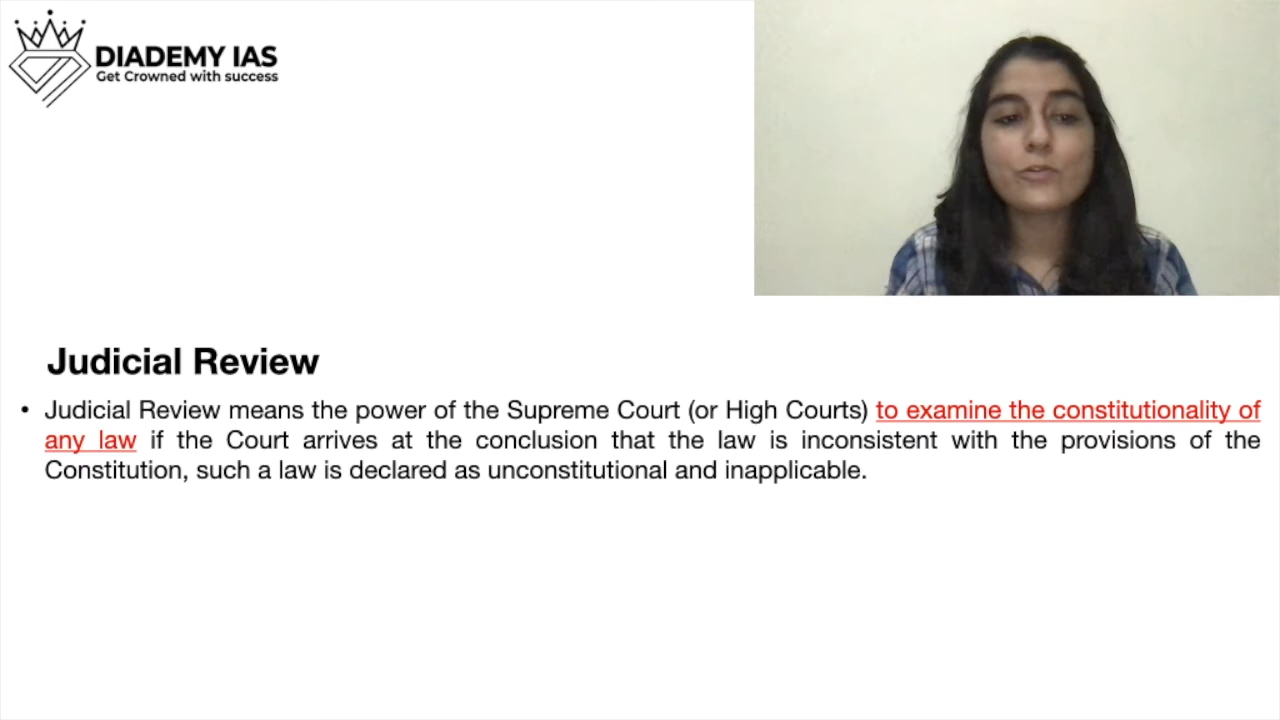 DIADEMY IAS
Get Crowned with success
Judicial Review
• Judicial Review means the power of the Supreme Court (or High Courts) to examine the constitutionality of
any law if the Court arrives at the conclusion that the law is inconsistent with the provisions of the
Constitution, such a law is declared as unconstitutional and inapplicable.